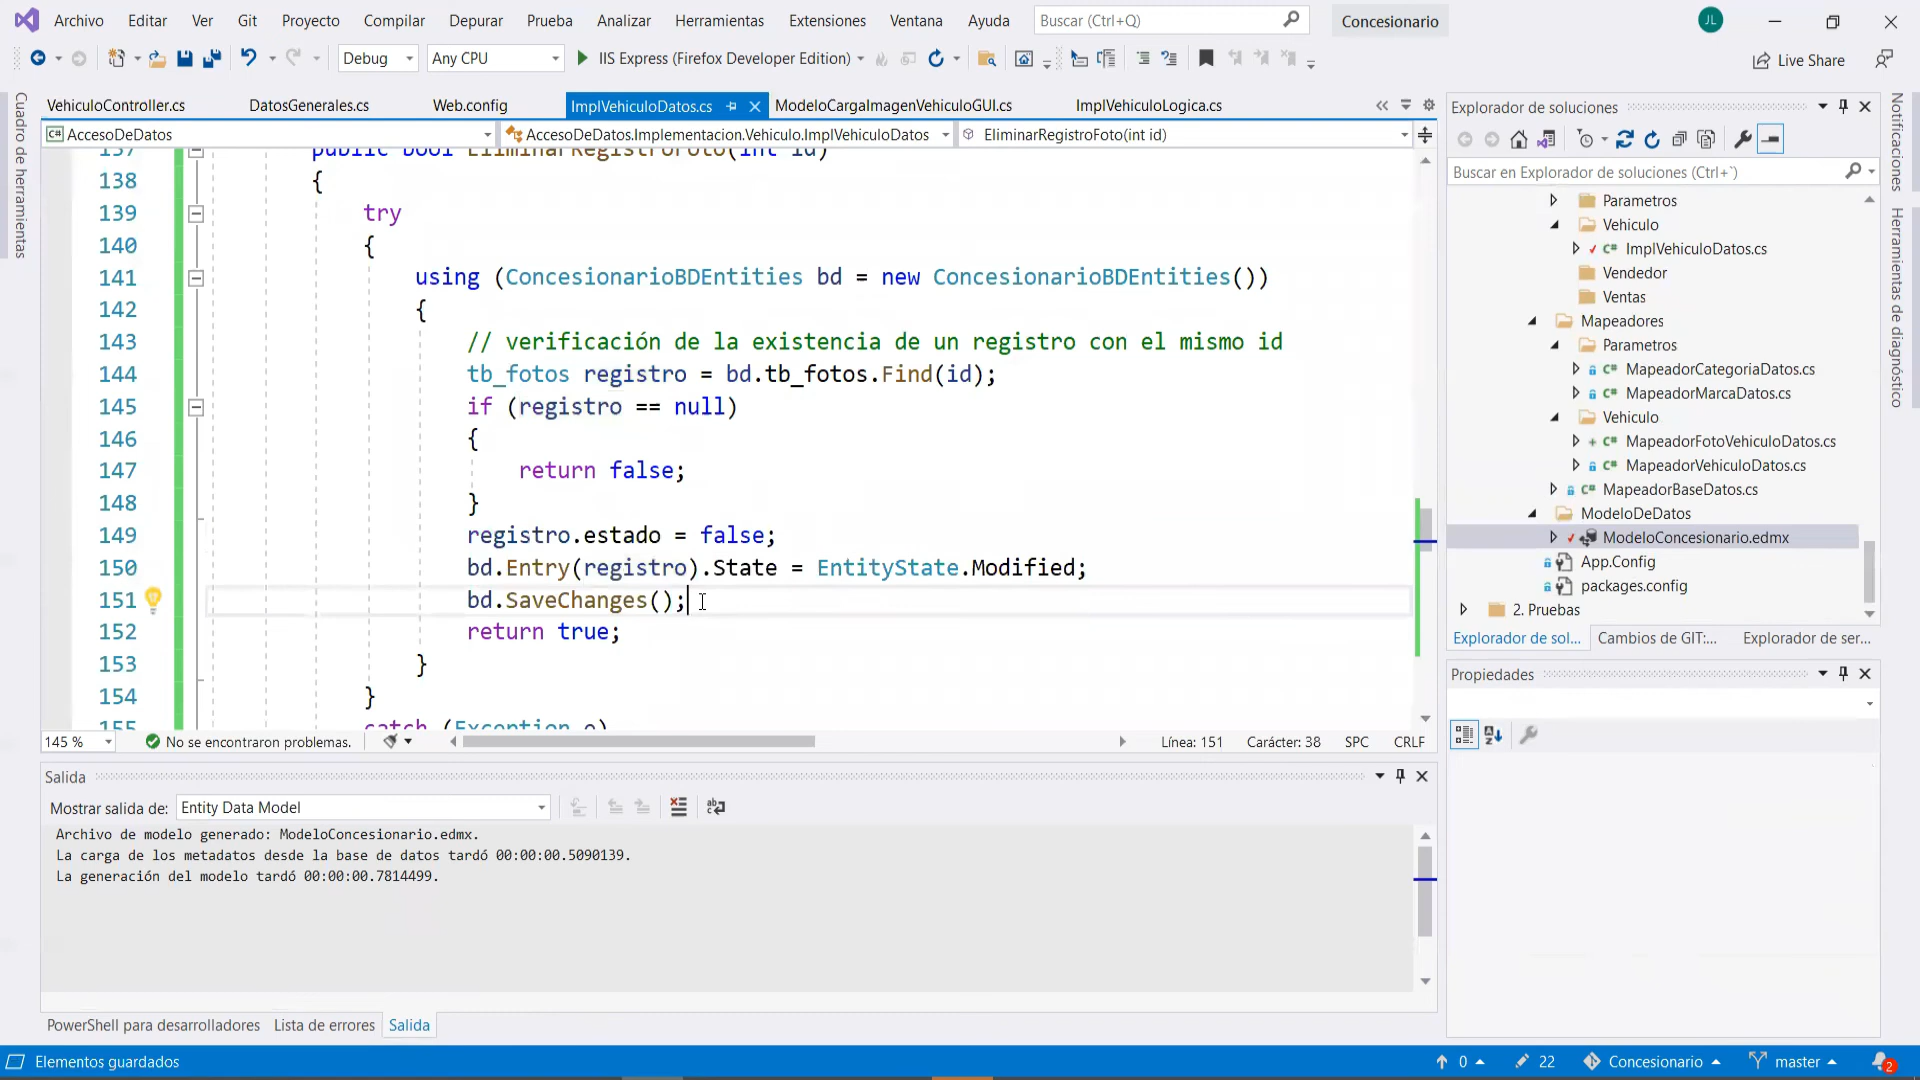 Archivo Editar Ver Git Proyecto Compilar Depurar Prueba Analizar Herramientas Extensiones Ventana Ayuda Buscar (Ctrl+Q) Concesionario JL
Debug Any CPU IIS Express (Firefox Developer Edition) Live Share
Cuadro de herramientas
VehiculoController.cs DatosGenerales.cs Web.config ImplVehiculoDatos.cs ModeloCargaImagenVehiculoGUI.cs ImplVehiculoLogica.cs
AccesoDeDatos AccesoDeDatos.Implementacion.Vehiculo.ImplVehiculoDatos EliminarRegistroFoto(int id)
137 public bool EliminarRegistroFoto(int id)
138 {
139 try
140 {
141 using (ConcesionarioBDEntities bd = new ConcesionarioBDEntities())
142 {
143 // verificación de la existencia de un registro con el mismo id
144 tb_fotos registro = bd.tb_fotos.Find(id);
145 if (registro == null)
146 {
147 return false;
148 }
149 registro.estado = false;
150 bd.Entry(registro).State = EntityState.Modified;
151 bd.SaveChanges();
152 return true;
153 }
154 }
155 catch (Exception e)
145 % No se encontraron problemas. Línea: 151 Carácter: 38 SPC CRLF
Salida
Mostrar salida de: Entity Data Model
Archivo de modelo generado: ModeloConcesionario.edmx.
La carga de los metadatos desde la base de datos tardó 00:00:00.5090139.
La generación del modelo tardó 00:00:00.7814499.
PowerShell para desarrolladores Lista de errores Salida
Explorador de soluciones
Buscar en Explorador de soluciones (Ctrl+`)
Parametros
Vehiculo
C# ImplVehiculoDatos.cs
Vendedor
Ventas
Mapeadores
Parametros
C# MapeadorCategoriaDatos.cs
C# MapeadorMarcaDatos.cs
Vehiculo
C# MapeadorFotoVehiculoDatos.cs
C# MapeadorVehiculoDatos.cs
C# MapeadorBaseDatos.cs
ModeloDeDatos
ModeloConcesionario.edmx
App.Config
packages.config
2. Pruebas
Explorador de sol... Cambios de GIT:... Explorador de ser...
Propiedades
Notificaciones
Herramientas de diagnóstico
Elementos guardados 0 22 Concesionario master 2